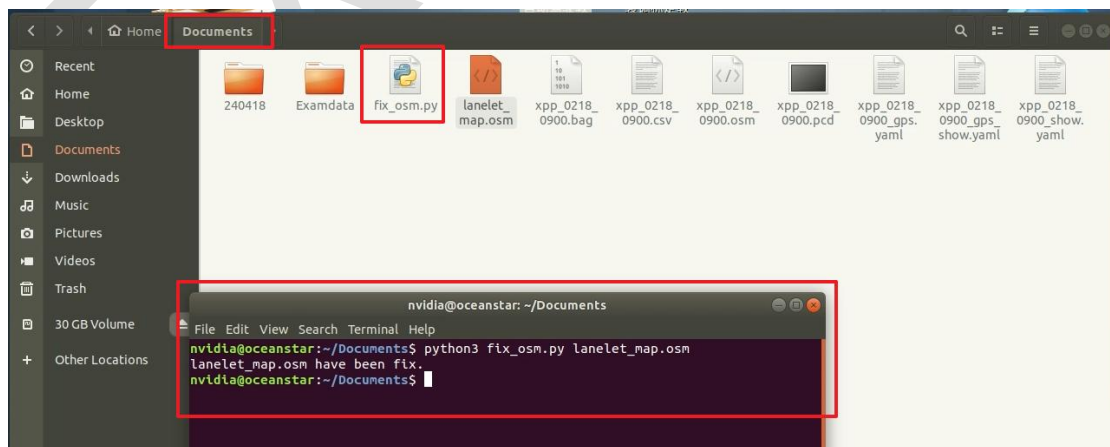 Home
Documents
Recent
Home
Desktop
Documents
Downloads
Music
Pictures
Videos
Trash
30 GB Volume
Other Locations
240418
Examdata
fix_osm.py
lanelet_
map.osm
xpp_0218_
0900.bag
xpp_0218_
0900.csv
xpp_0218_
0900.osm
xpp_0218_
0900.pcd
xpp_0218_
0900_gps.
yaml
xpp_0218_
0900_gps_
show.yaml
xpp_0218_
0900_show.
yaml
nvidia@oceanstar: ~/Documents
File Edit View Search Terminal Help
nvidia@oceanstar:~/Documents$ python3 fix_osm.py lanelet_map.osm
lanelet_map.osm have been fix.
nvidia@oceanstar:~/Documents$